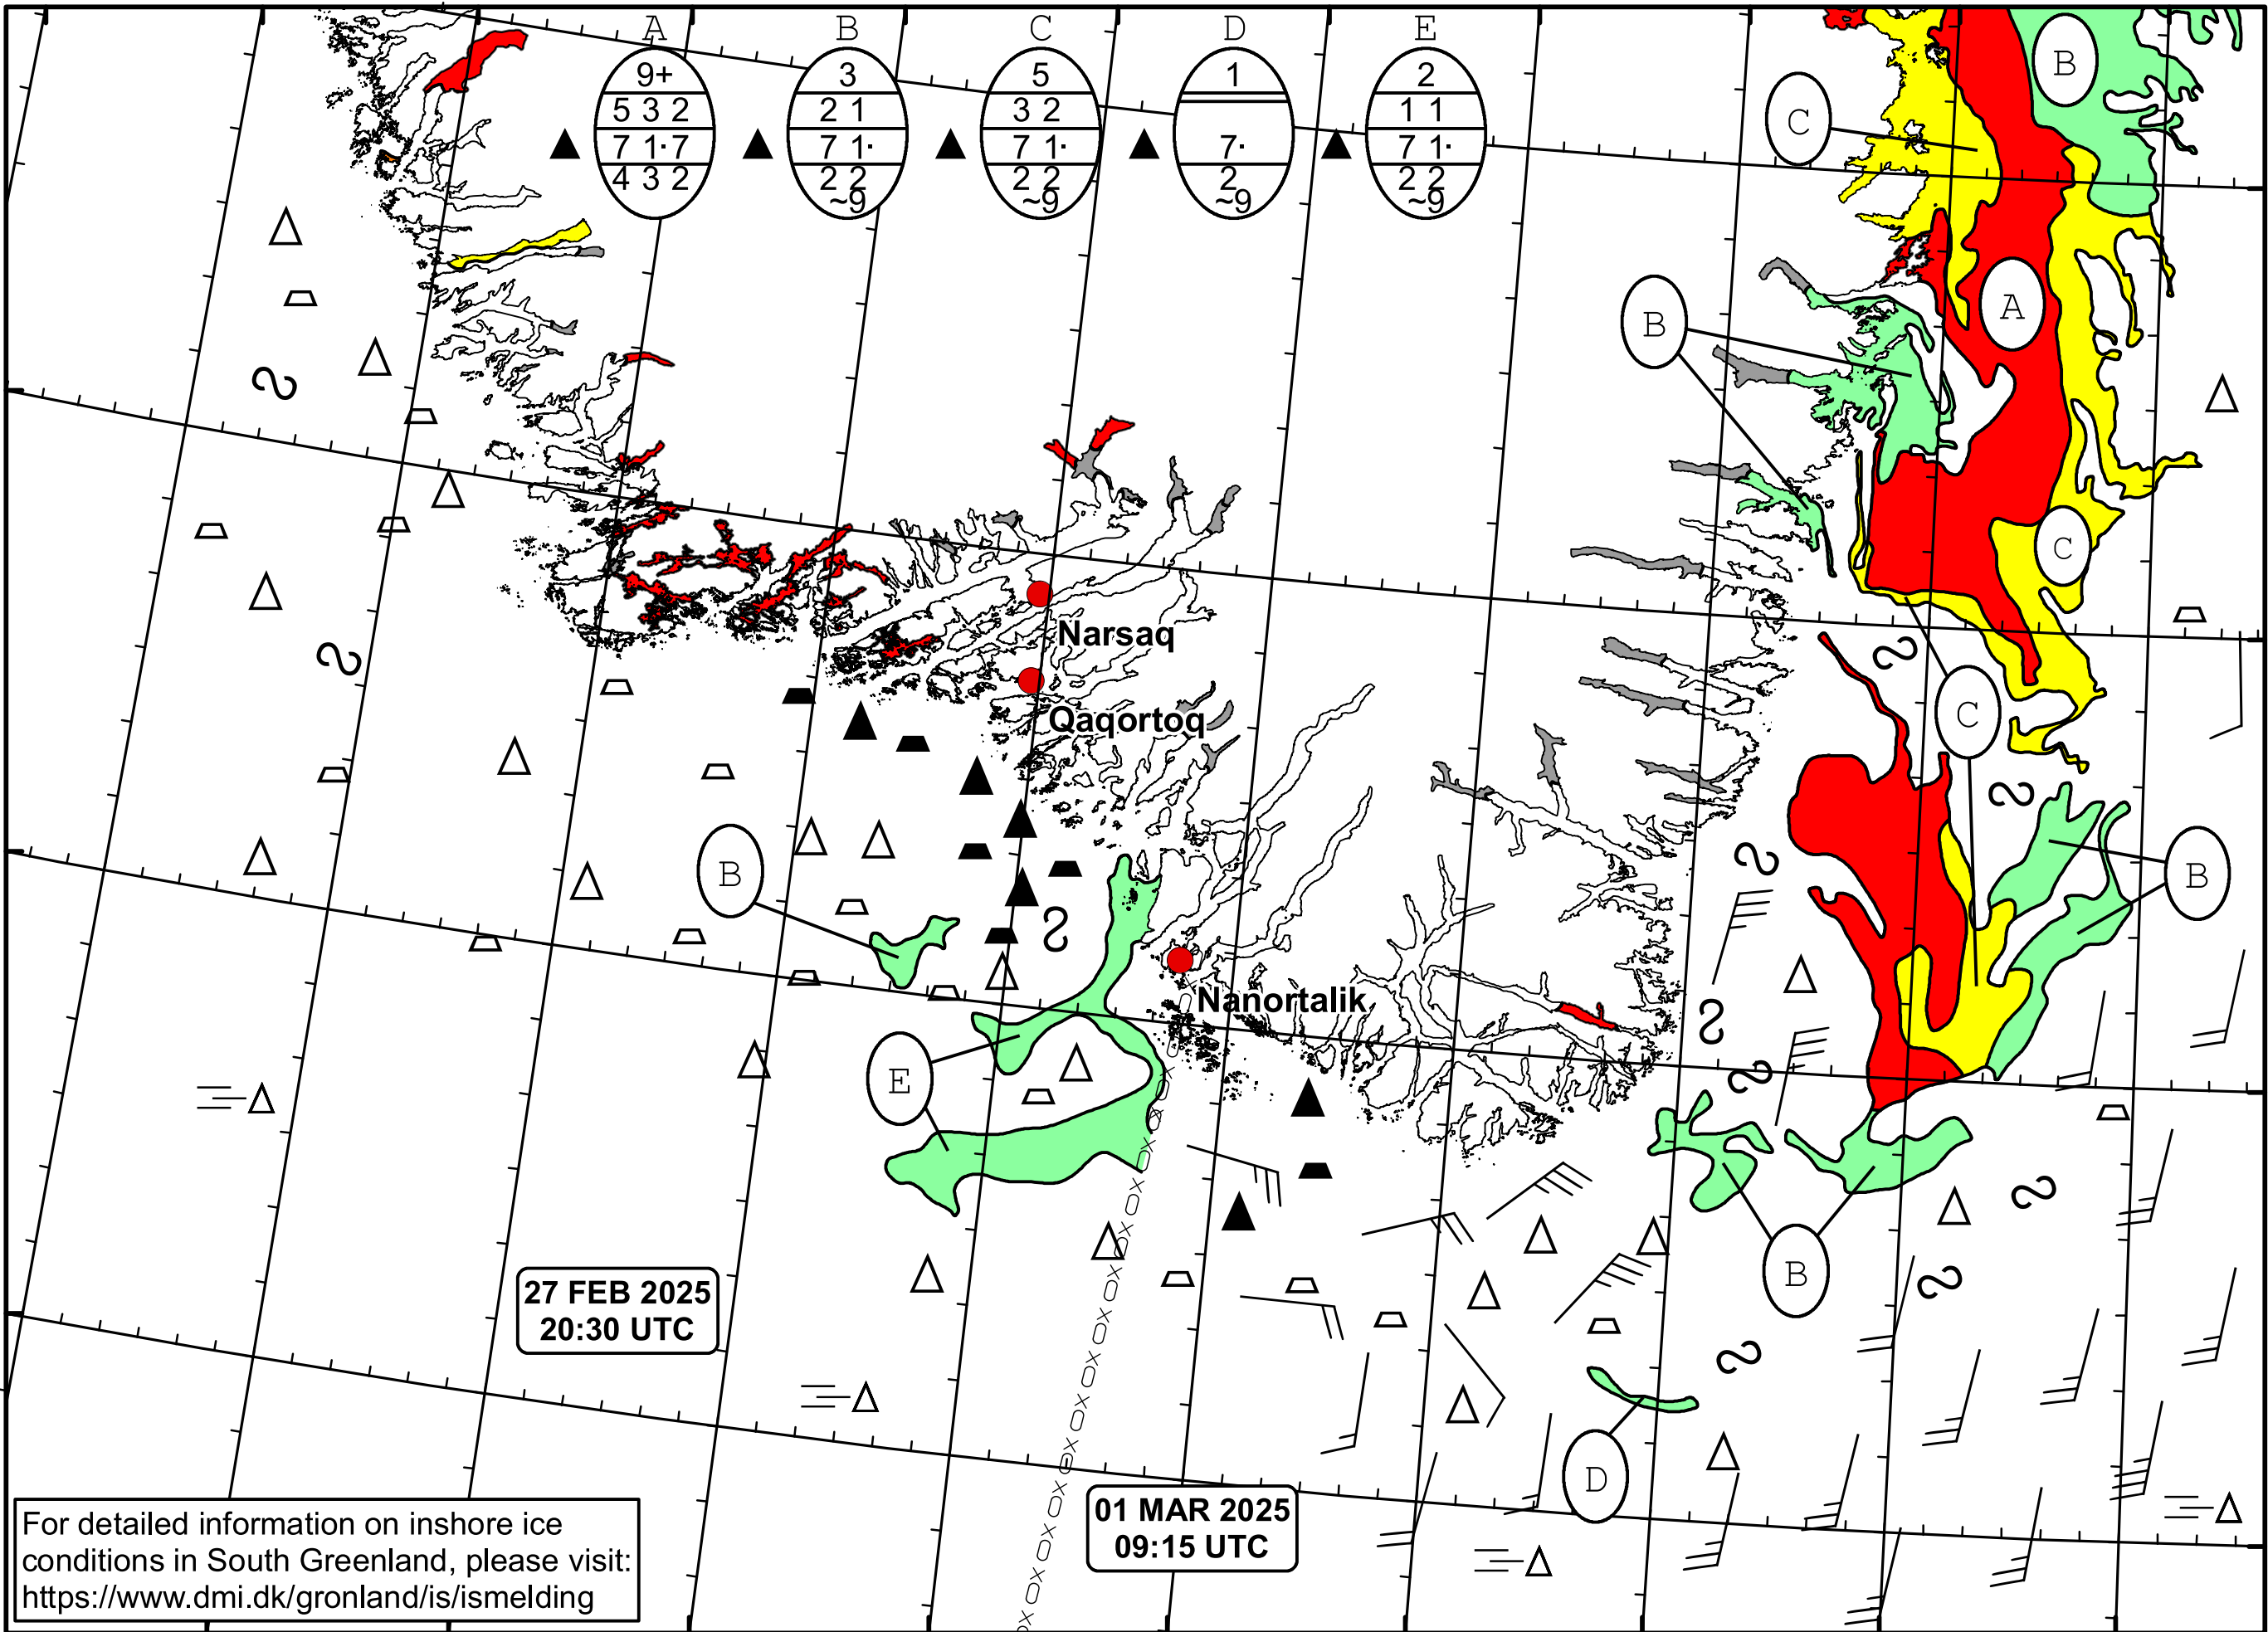 A B C D E
9+
5 3 2
7 1· 7
4 3 2
3
2 1
7 1·
2 2
~9
5
3 2
7 1·
2 2
~9
1
7·
2
~9
2
1 1
7 1·
2 2
~9
B
C
A
B
C
Narsaq
Qaqortoq
C
B
B
Nanortalik
E
B
27 FEB 2025
20:30 UTC
D
01 MAR 2025
09:15 UTC
For detailed information on inshore ice
conditions in South Greenland, please visit:
https://www.dmi.dk/gronland/is/ismelding